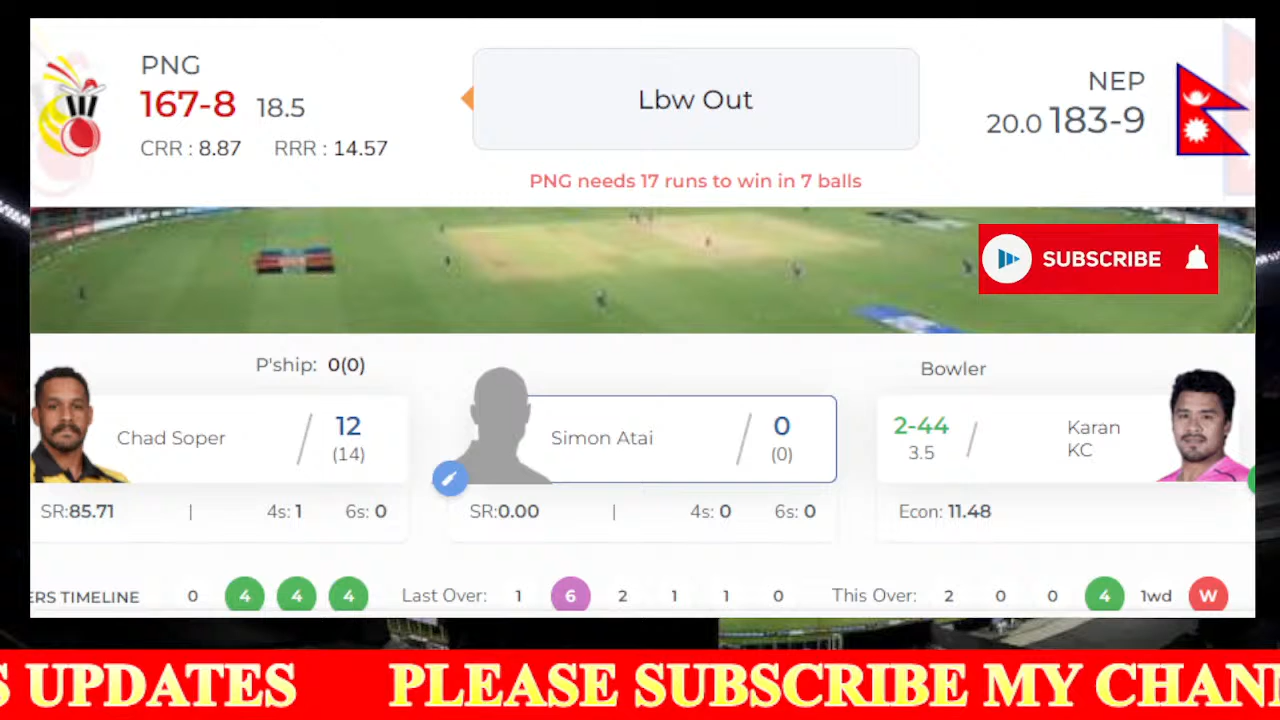 PNG
167-8 18.5
CRR : 8.87 RRR : 14.57
Lbw Out
PNG needs 17 runs to win in 7 balls
NEP
20.0 183-9
SUBSCRIBE
P'ship: 0(0)
Chad Soper / 12
(14)
SR:85.71 | 4s: 1 6s: 0
Simon Atai / 0
(0)
SR:0.00 | 4s: 0 6s: 0
Bowler
2-44 / Karan
3.5 KC
Econ: 11.48
ERS TIMELINE 0 4 4 4 Last Over: 1 6 2 1 1 0 This Over: 2 0 0 4 1wd W
S UPDATES PLEASE SUBSCRIBE MY CHAN